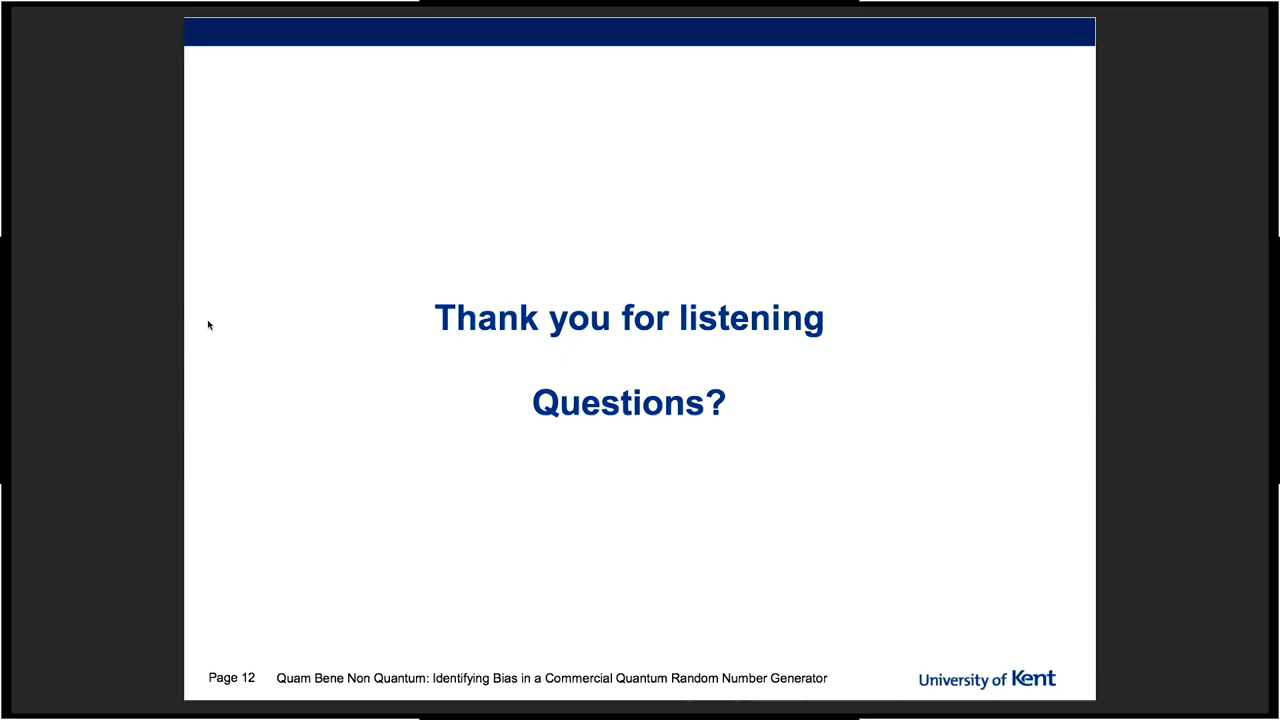 Thank you for listening
Questions?
Page 12 Quam Bene Non Quantum: Identifying Bias in a Commercial Quantum Random Number Generator
University of Kent